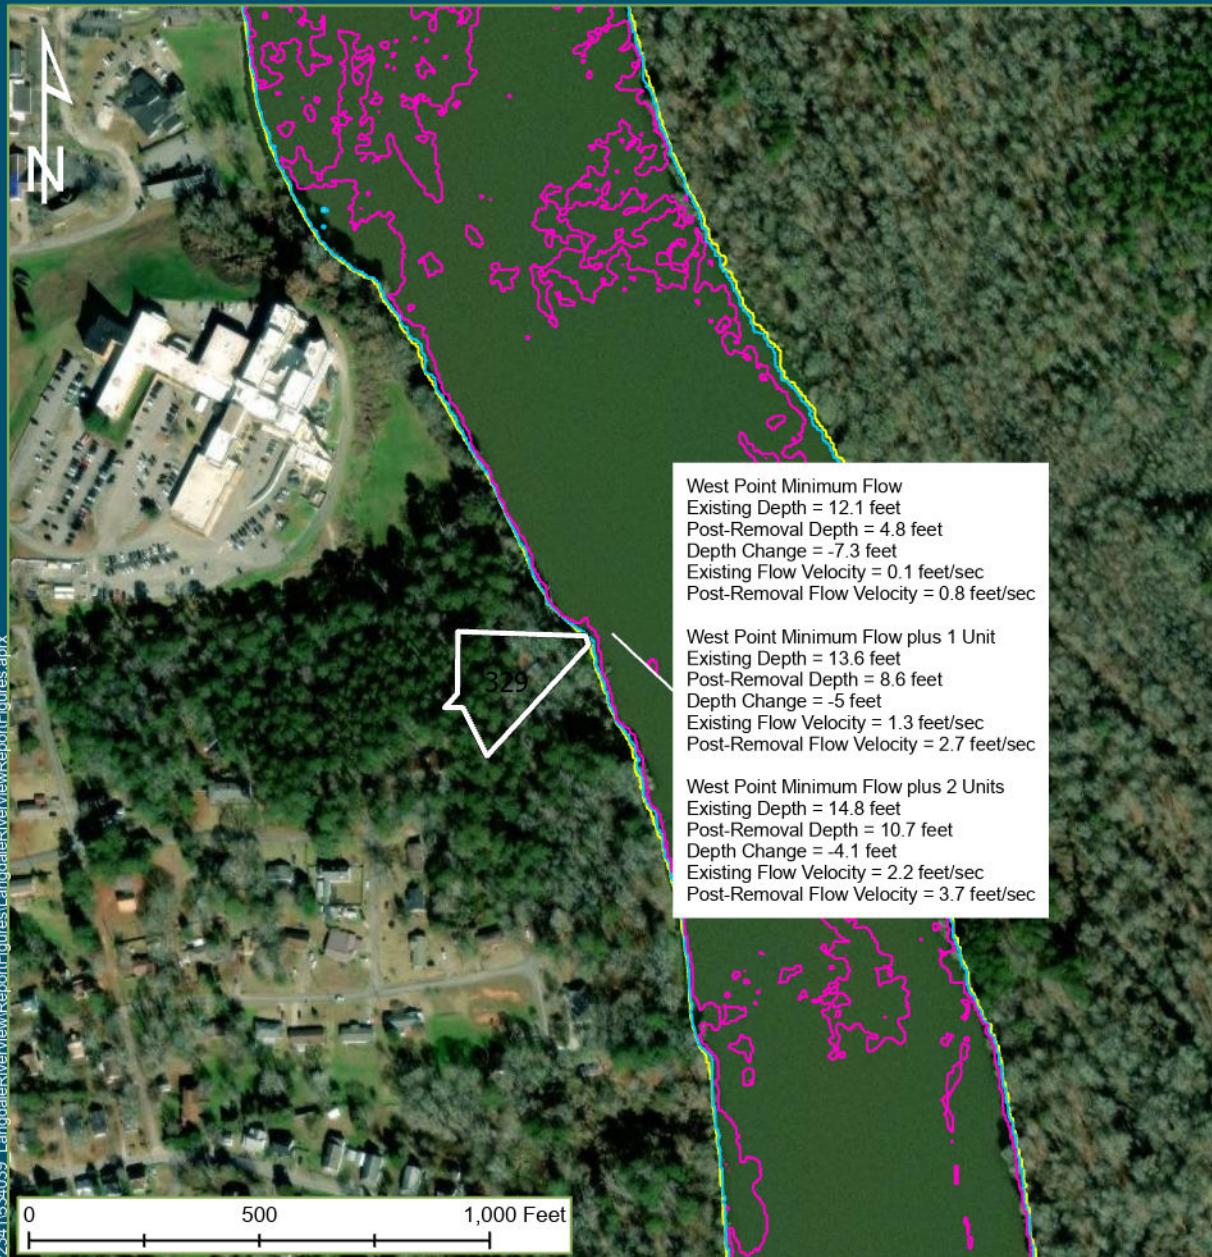 N
West Point Minimum Flow
Existing Depth = 12.1 feet
Post-Removal Depth = 4.8 feet
Depth Change = -7.3 feet
Existing Flow Velocity = 0.1 feet/sec
Post-Removal Flow Velocity = 0.8 feet/sec
West Point Minimum Flow plus 1 Unit
Existing Depth = 13.6 feet
Post-Removal Depth = 8.6 feet
Depth Change = -5 feet
Existing Flow Velocity = 1.3 feet/sec
Post-Removal Flow Velocity = 2.7 feet/sec
329
West Point Minimum Flow plus 2 Units
Existing Depth = 14.8 feet
Post-Removal Depth = 10.7 feet
Depth Change = -4.1 feet
Existing Flow Velocity = 2.2 feet/sec
Post-Removal Flow Velocity = 3.7 feet/sec
0 500 1,000 Feet